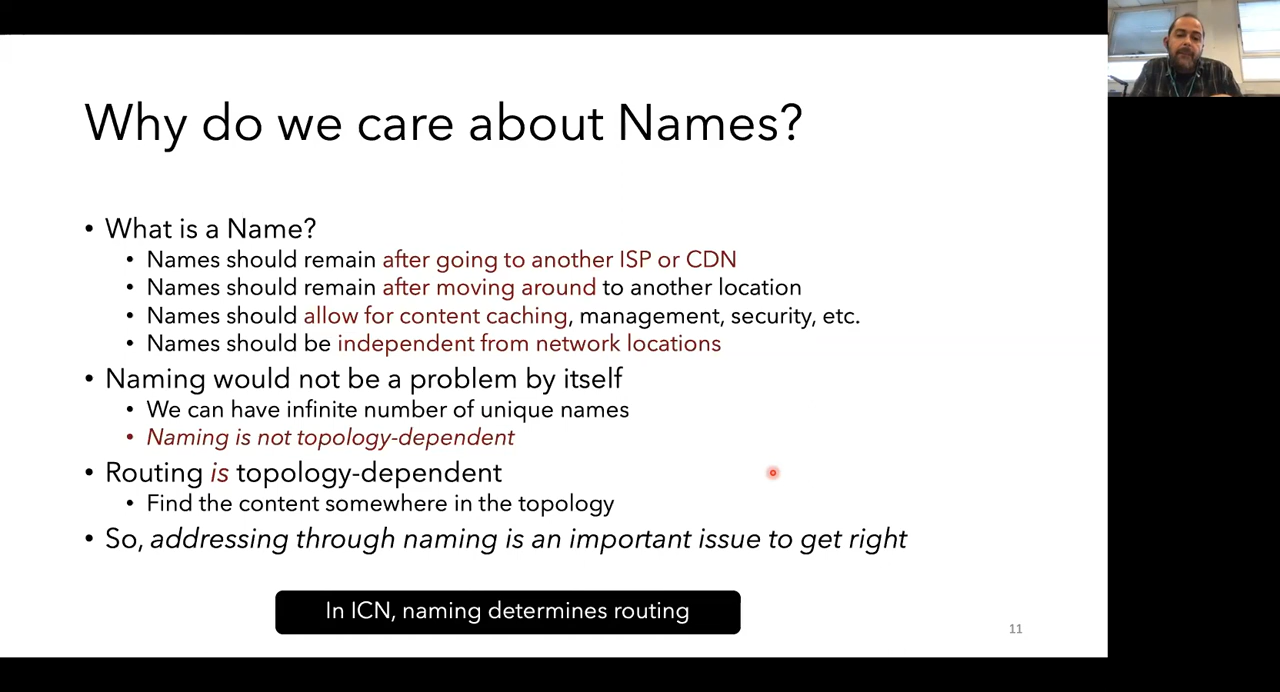 Why do we care about Names?
• What is a Name?
• Names should remain after going to another ISP or CDN
• Names should remain after moving around to another location
• Names should allow for content caching, management, security, etc.
• Names should be independent from network locations
• Naming would not be a problem by itself
• We can have infinite number of unique names
• Naming is not topology-dependent
• Routing is topology-dependent
• Find the content somewhere in the topology
• So, addressing through naming is an important issue to get right
In ICN, naming determines routing
11